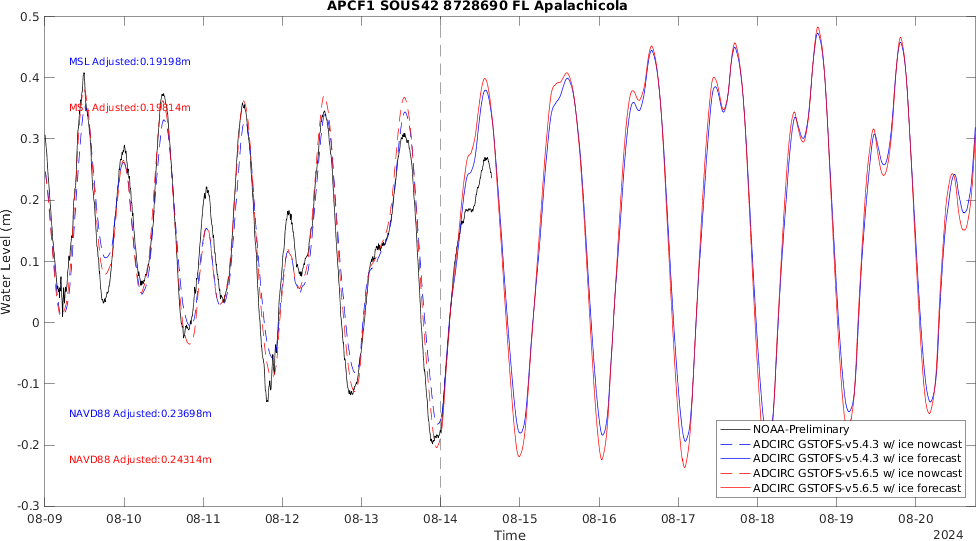 APCF1 SOUS42 8728690 FL Apalachicola
0.5
0.4
0.3
0.2
0.1
0
-0.1
-0.2
-0.3
Water Level (m)
MSL Adjusted:0.19198m
MSL Adjusted:0.19814m
NAVD88 Adjusted:0.23698m
NAVD88 Adjusted:0.24314m
NOAA-Preliminary
ADCIRC GSTOFS-v5.4.3 w/ ice nowcast
ADCIRC GSTOFS-v5.4.3 w/ ice forecast
ADCIRC GSTOFS-v5.6.5 w/ ice nowcast
ADCIRC GSTOFS-v5.6.5 w/ ice forecast
08-09 08-10 08-11 08-12 08-13 08-14 08-15 08-16 08-17 08-18 08-19 08-20
Time
2024